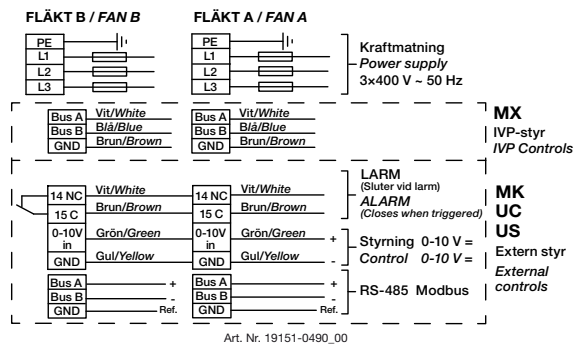 FLÄKT B / FAN B
FLÄKT A / FAN A
PE
L1
L2
L3
PE
L1
L2
L3
Kraftmatning
Power supply
3×400 V ~ 50 Hz
Bus A Vit/White
Bus B Blå/Blue
GND Brun/Brown
Bus A Vit/White
Bus B Blå/Blue
GND Brun/Brown
MX
IVP-styr
IVP Controls
14 NC Vit/White
15 C Brun/Brown
0-10V in Grön/Green
GND Gul/Yellow
14 NC Vit/White
15 C Brun/Brown
0-10V in Grön/Green +
GND Gul/Yellow -
LARM
(Sluter vid larm)
ALARM
(Closes when triggered)
Styrning 0-10 V =
Control 0-10 V =
MK
UC
US
Extern styr
External
controls
Bus A +
Bus B -
GND Ref.
Bus A +
Bus B -
GND Ref.
RS-485 Modbus
Art. Nr. 19151-0490_00